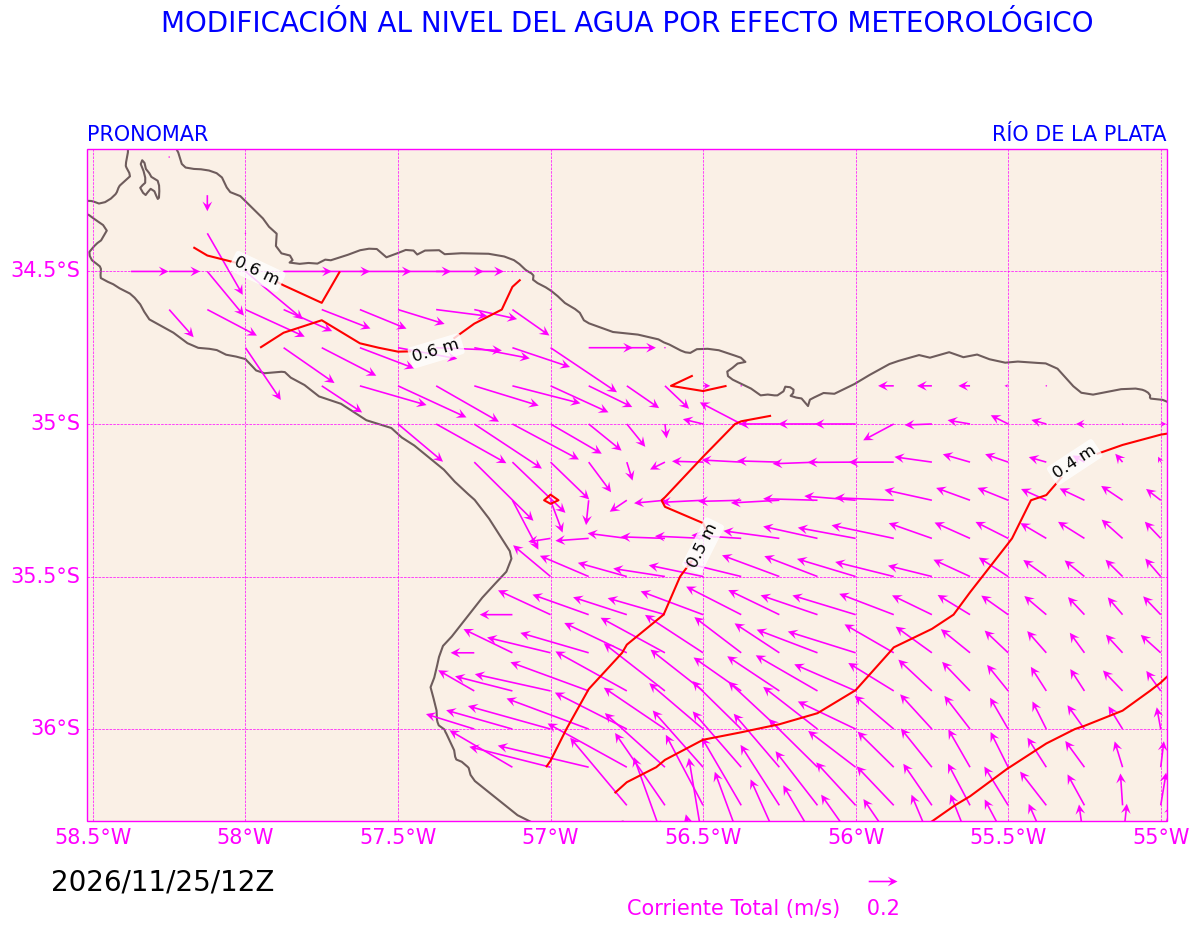 MODIFICACIÓN AL NIVEL DEL AGUA POR EFECTO METEOROLÓGICO
PRONOMAR RÍO DE LA PLATA
0.6 m
34.5°S
0.6 m
35°S
0.4 m
0.5 m
35.5°S
36°S
58.5°W 58°W 57.5°W 57°W 56.5°W 56°W 55.5°W 55°W
2026/11/25/12Z
Corriente Total (m/s) 0.2